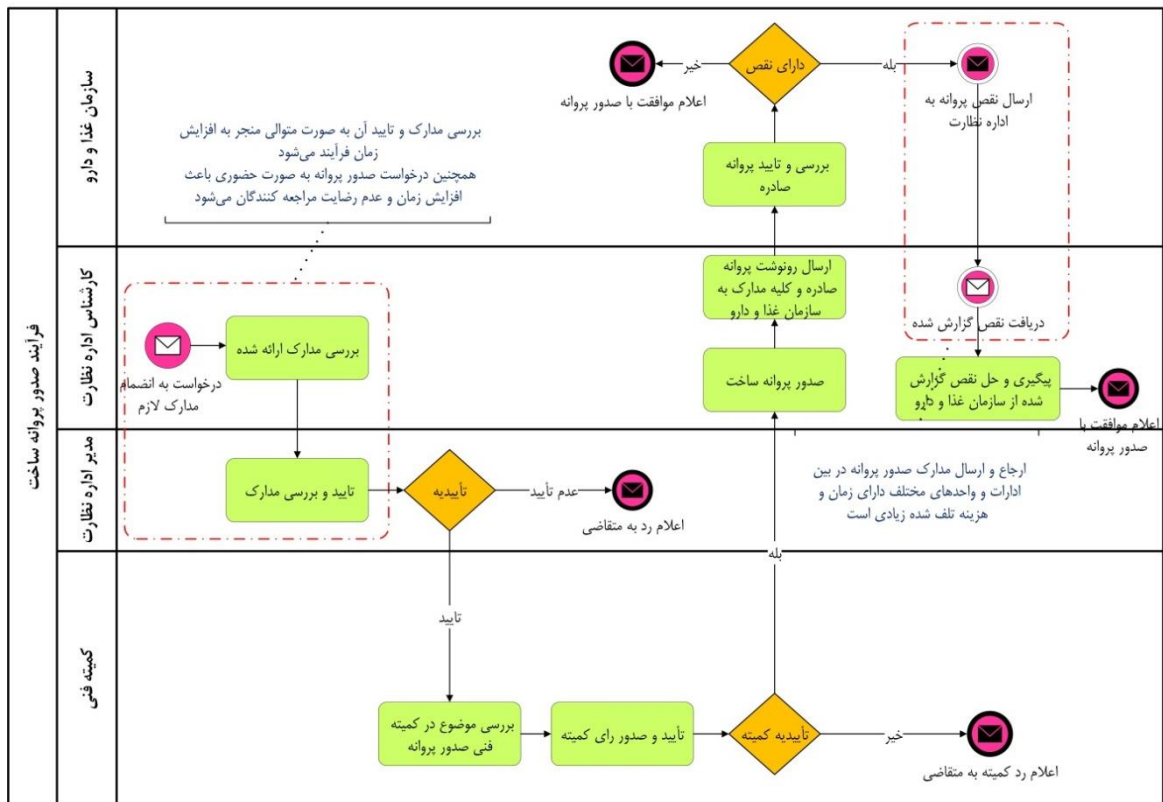 فرآیند صدور پروانه ساخت
سازمان غذا و دارو
کارشناس اداره نظارت
مدیر اداره نظارت
کمیته فنی
دارای نقص
خیر
بله
اعلام موافقت با صدور پروانه
ارسال نقص پروانه به
اداره نظارت
بررسی مدارک و تایید آن به صورت متوالی منجر به افزایش
زمان فرآیند می‌شود
همچنین درخواست صدور پروانه به صورت حضوری باعث
افزایش زمان و عدم رضایت مراجعه کنندگان می‌شود
بررسی و تایید پروانه
صادره
ارسال رونوشت پروانه
صادره و کلیه مدارک به
سازمان غذا و دارو
دریافت نقص گزارش شده
بررسی مدارک ارائه شده
درخواست به انضمام
مدارک لازم
صدور پروانه ساخت
پیگیری و حل نقص گزارش
شده از سازمان غذا و دارو
اعلام موافقت با
صدور پروانه
تایید و بررسی مدارک
تأییدیه
عدم تأیید
اعلام رد به متقاضی
ارجاع و ارسال مدارک صدور پروانه در بین
ادارات و واحدهای مختلف دارای زمان و
هزینه تلف شده زیادی است
بله
تایید
بررسی موضوع در کمیته
فنی صدور پروانه
تأیید و صدور رای کمیته
تأییدیه کمیته
خیر
اعلام رد کمیته به متقاضی